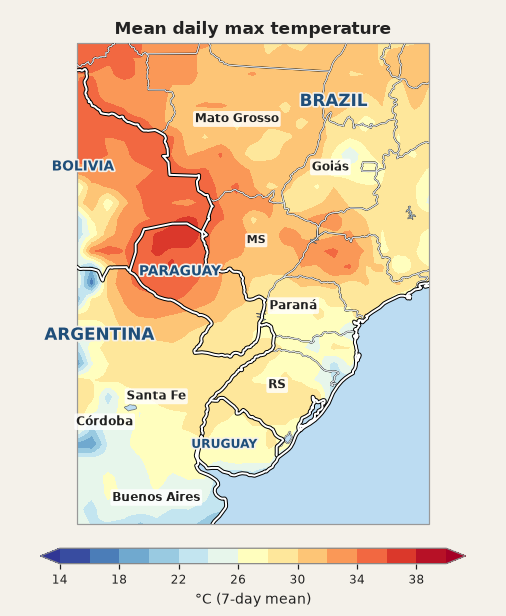 Mean daily max temperature
BRAZIL
Mato Grosso
BOLIVIA
Goiás
MS
PARAGUAY
Paraná
ARGENTINA
RS
Santa Fe
Córdoba
URUGUAY
Buenos Aires
14 18 22 26 30 34 38
°C (7-day mean)